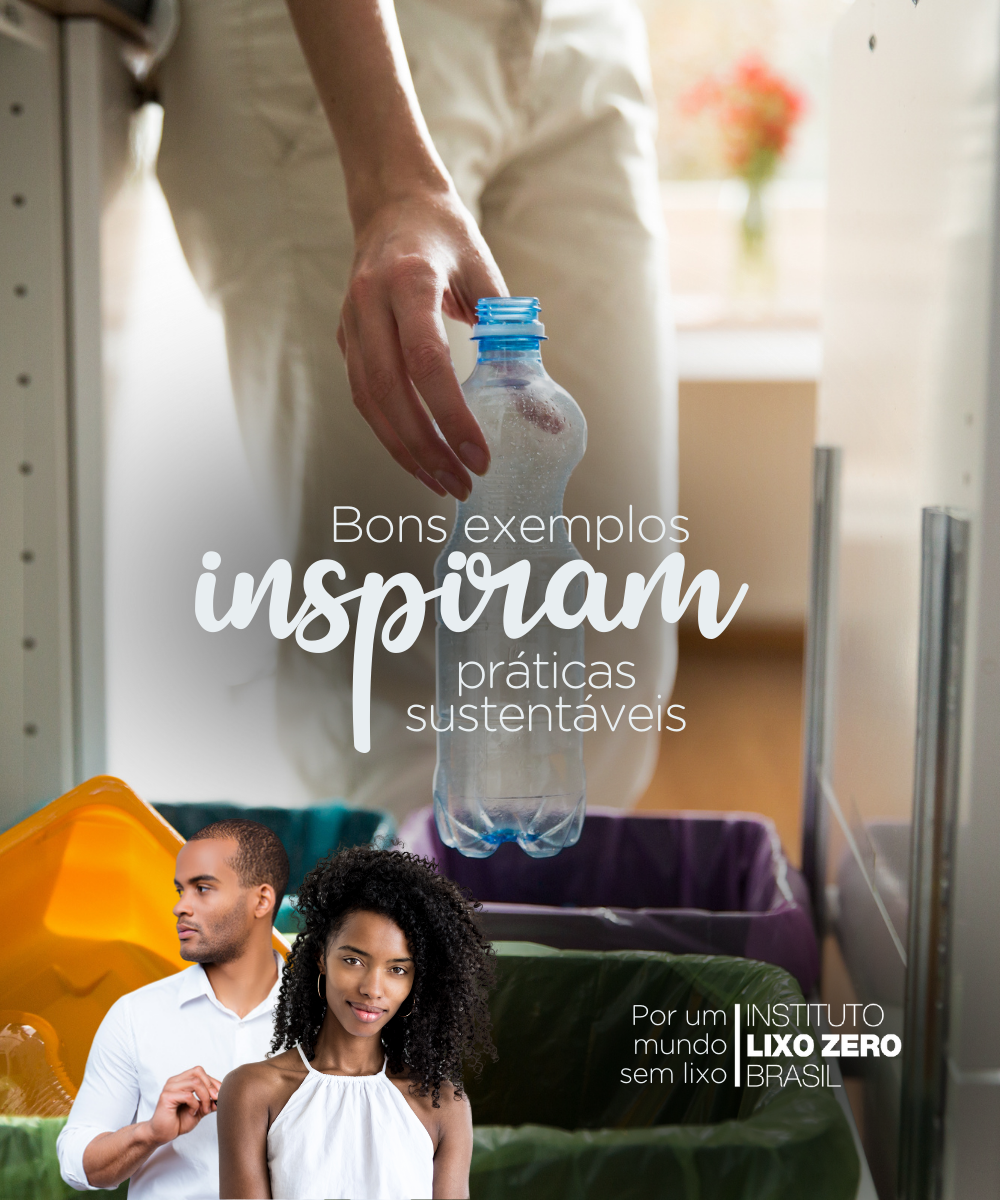 Bons exemplos
inspiram
práticas
sustentáveis
Por um
mundo
sem lixo
INSTITUTO
LIXO ZERO
BRASIL